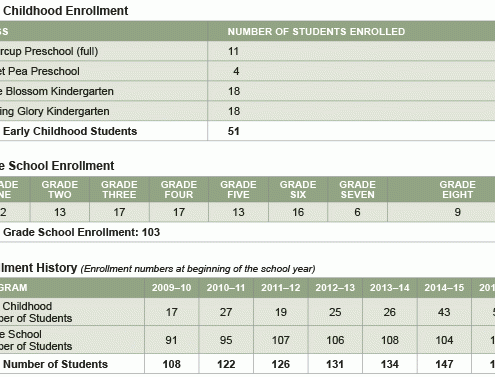 Childhood Enrollment
SS NUMBER OF STUDENTS ENROLLED
rcup Preschool (full) 11
et Pea Preschool 4
e Blossom Kindergarten 18
ing Glory Kindergarten 18
Early Childhood Students 51
e School Enrollment
ADE NE GRADE TWO GRADE THREE GRADE FOUR GRADE FIVE GRADE SIX GRADE SEVEN GRADE EIGHT
2 13 17 17 13 16 6 9
Grade School Enrollment: 103
llment History (Enrollment numbers at beginning of the school year)
GRAM 2009–10 2010–11 2011–12 2012–13 2013–14 2014–15 201
Childhood
ber of Students 17 27 19 25 26 43
e School
ber of Students 91 95 107 106 108 104 1
Number of Students 108 122 126 131 134 147 1